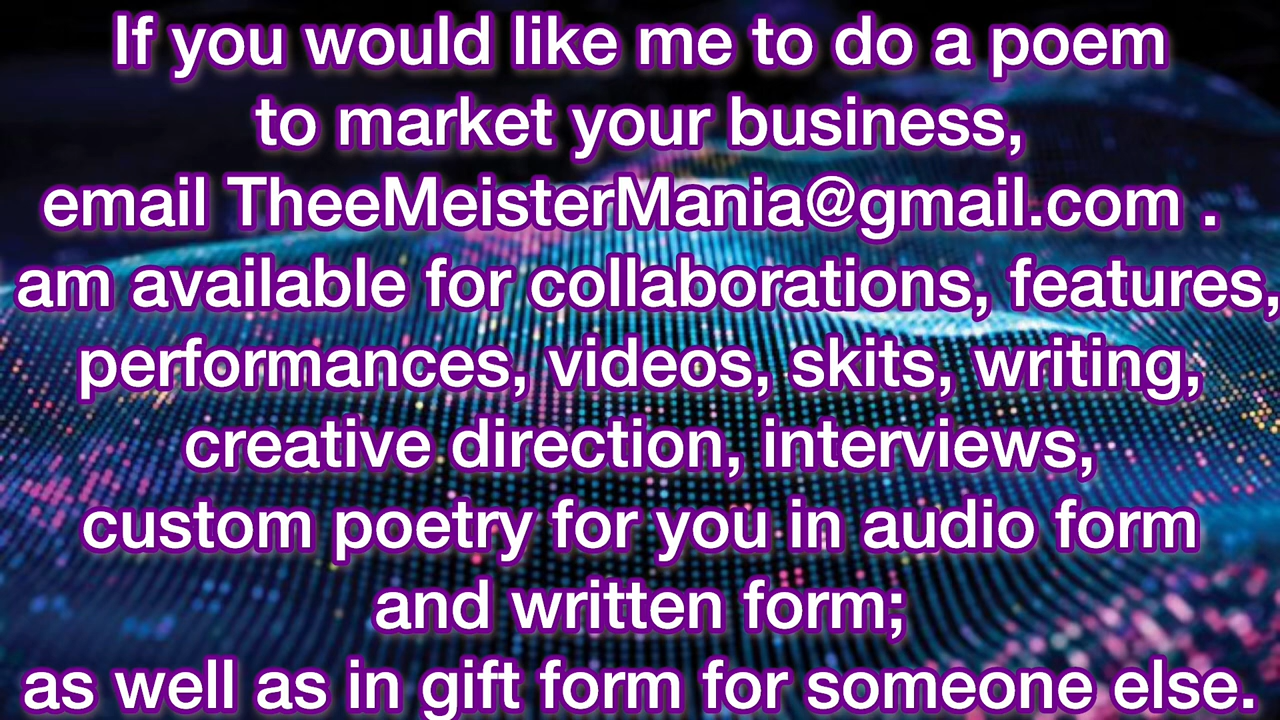 If you would like me to do a poem
to market your business,
email TheeMeisterMania@gmail.com .
am available for collaborations, features,
performances, videos, skits, writing,
creative direction, interviews,
custom poetry for you in audio form
and written form;
as well as in gift form for someone else.